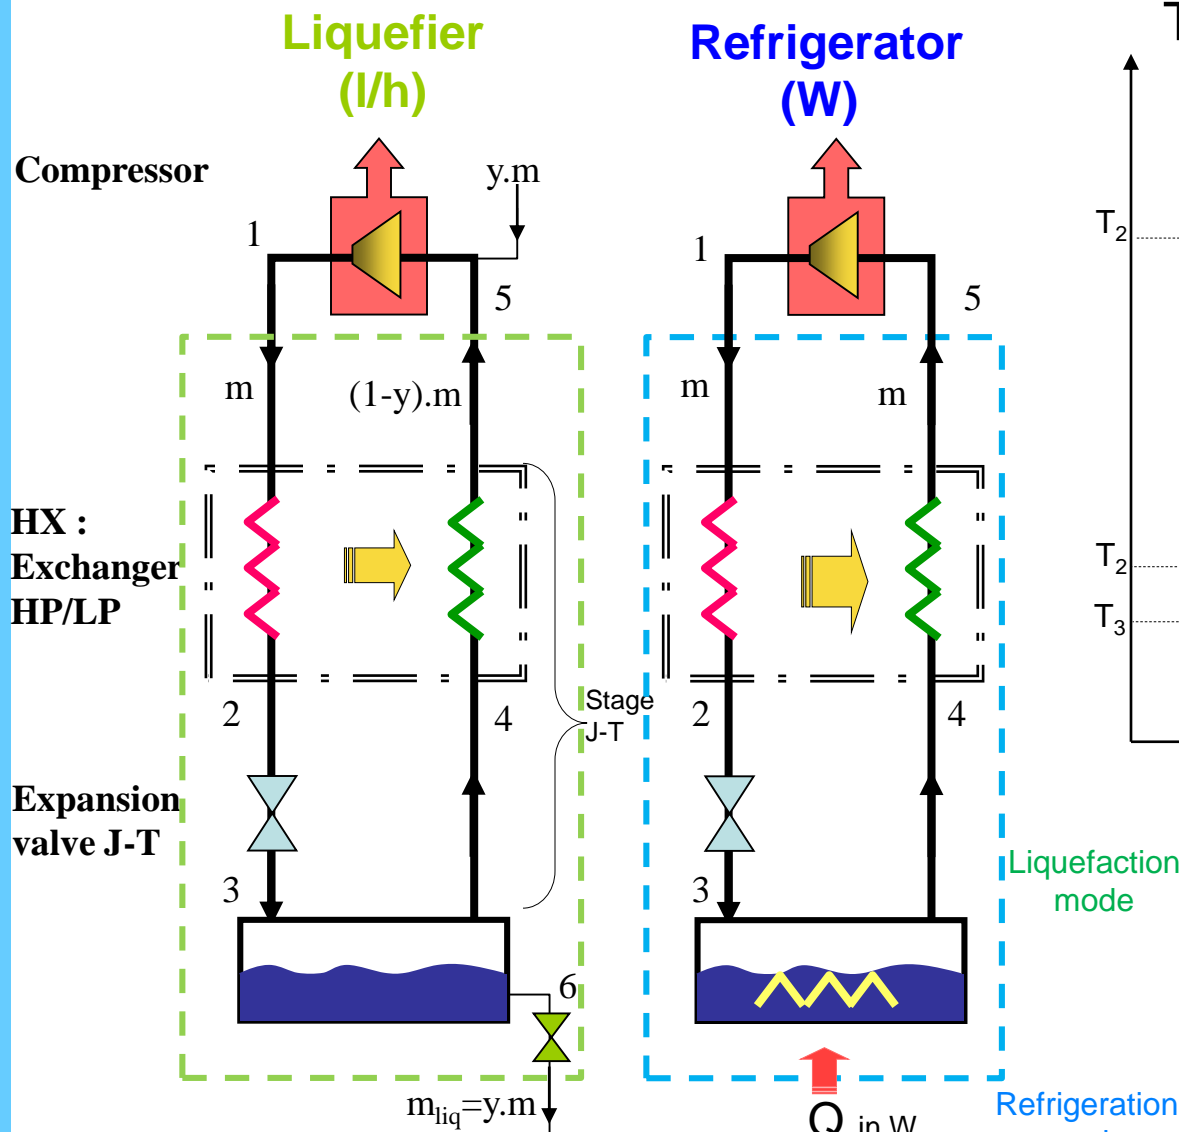 Liquefier
(l/h)
Refrigerator
(W)
T
Compressor
y.m
1
5
1
5
T2
m
(1-y).m
m
m
HX :
Exchanger
HP/LP
T2
T3
2
4
Stage
J-T
2
4
Expansion
valve J-T
3
3
Liquefaction
mode
6
mliq=y.m
Q in W
Refrigeration